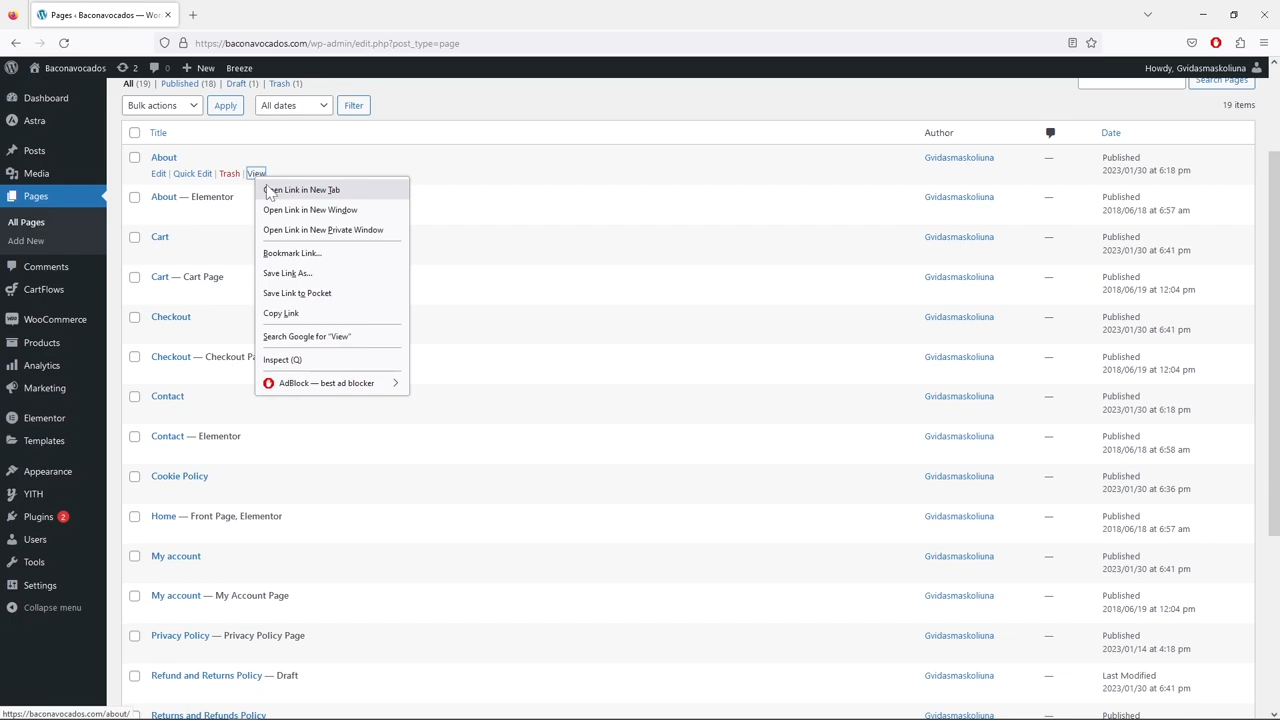 Pages ‹ Baconavocados — Wor
https://baconavocados.com/wp-admin/edit.php?post_type=page
Baconavocados 2 0 New Breeze Howdy, Gvidasmaskoliuna
Dashboard
Astra
Posts
Media
Pages
All Pages
Add New
Comments
CartFlows
WooCommerce
Products
Analytics
Marketing
Elementor
Templates
Appearance
YITH
Plugins 2
Users
Tools
Settings
Collapse menu
All (19) | Published (18) | Draft (1) | Trash (1) Search Pages
Bulk actions Apply All dates Filter 19 items
Title Author Date
About Gvidasmaskoliuna Published
Edit | Quick Edit | Trash | View 2023/01/30 at 6:18 pm
About — Elementor Gvidasmaskoliuna Published
2018/06/18 at 6:57 am
Cart Gvidasmaskoliuna Published
2023/01/30 at 6:41 pm
Cart — Cart Page Gvidasmaskoliuna Published
2018/06/19 at 12:04 pm
Checkout Gvidasmaskoliuna Published
2023/01/30 at 6:41 pm
Checkout — Checkout Pa Gvidasmaskoliuna Published
2018/06/19 at 12:04 pm
Contact Gvidasmaskoliuna Published
2023/01/30 at 6:18 pm
Contact — Elementor Gvidasmaskoliuna Published
2018/06/18 at 6:58 am
Cookie Policy Gvidasmaskoliuna Published
2023/01/30 at 6:36 pm
Home — Front Page, Elementor Gvidasmaskoliuna Published
2018/06/18 at 6:57 am
My account Gvidasmaskoliuna Published
2023/01/30 at 6:41 pm
My account — My Account Page Gvidasmaskoliuna Published
2018/06/19 at 12:04 pm
Privacy Policy — Privacy Policy Page Gvidasmaskoliuna Published
2023/01/14 at 4:18 pm
Refund and Returns Policy — Draft Gvidasmaskoliuna Last Modified
2023/01/30 at 6:41 pm
Returns and Refunds Policy Gvidasmaskoliuna Published
Open Link in New Tab
Open Link in New Window
Open Link in New Private Window
Bookmark Link...
Save Link As...
Save Link to Pocket
Copy Link
Search Google for "View"
Inspect (Q)
AdBlock — best ad blocker
https://baconavocados.com/about/